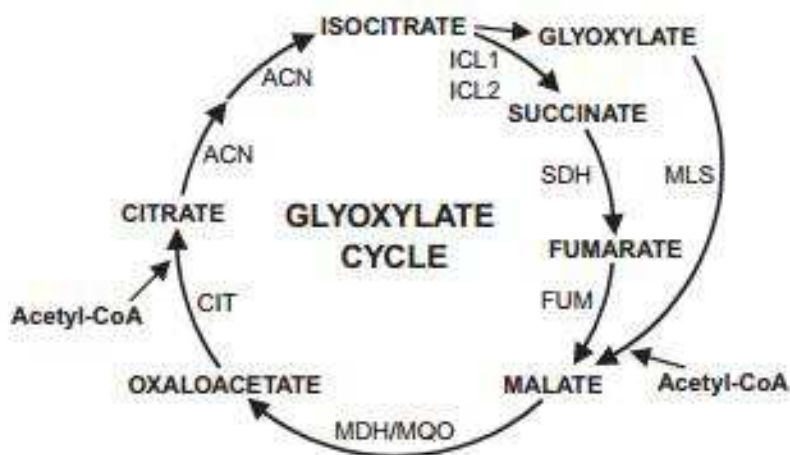 ISOCITRATE
GLYOXYLATE
ICL1
ICL2
ACN
SUCCINATE
ACN
SDH
MLS
CITRATE
GLYOXYLATE
CYCLE
FUMARATE
Acetyl-CoA
CIT
FUM
OXALOACETATE
MALATE
Acetyl-CoA
MDH/MQO